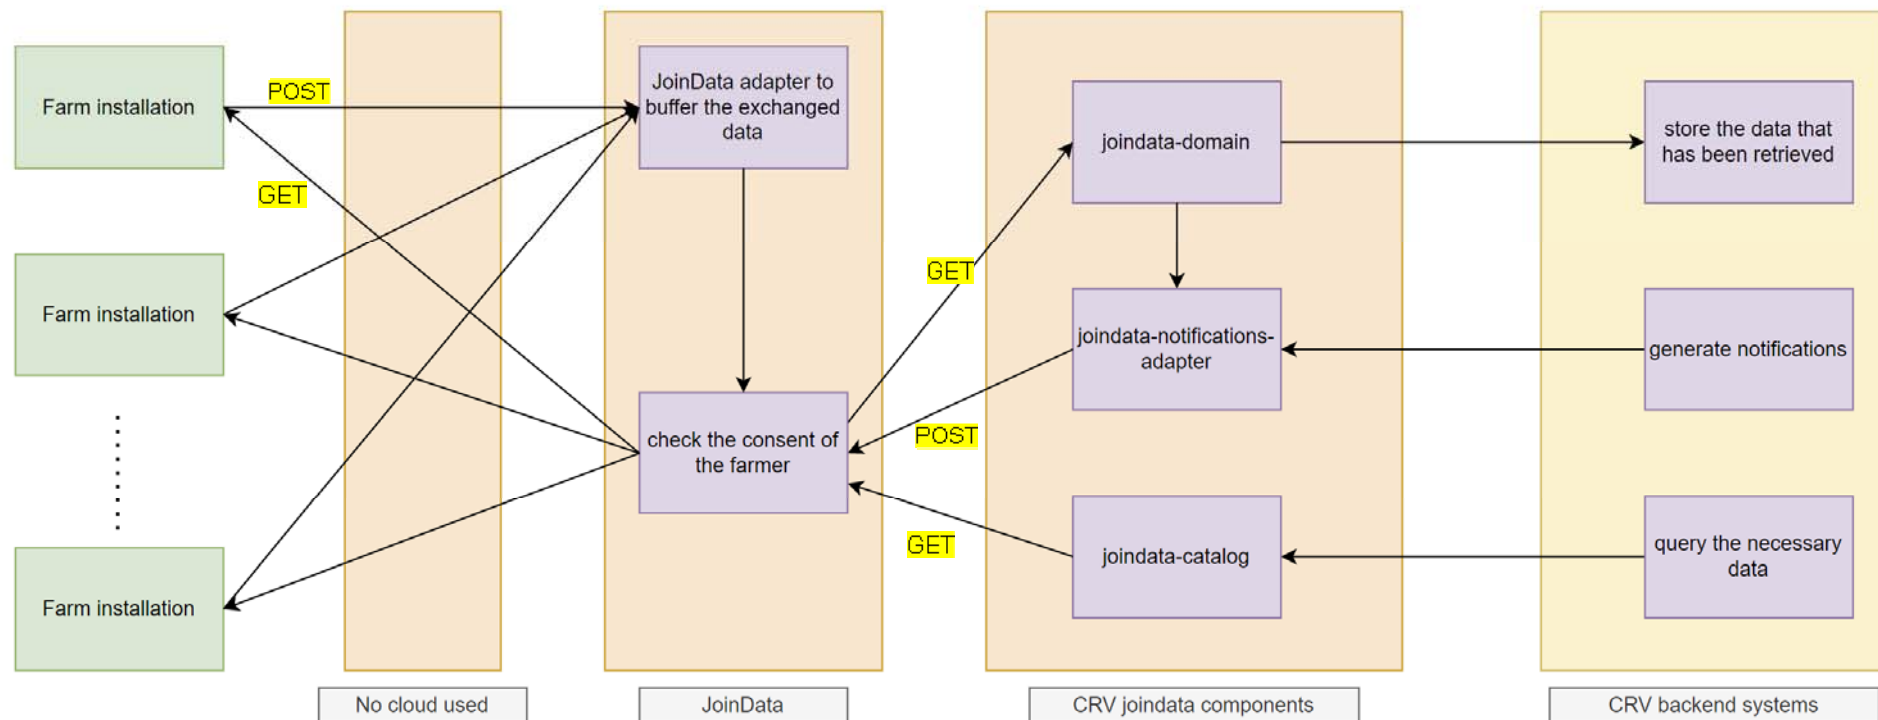 Farm installation
POST
JoinData adapter to
buffer the exchanged
data
joindata-domain
store the data that
has been retrieved
GET
Farm installation
GET
joindata-notifications-
adapter
generate notifications
check the consent of
the farmer
POST
GET
joindata-catalog
query the necessary
data
Farm installation
No cloud used
JoinData
CRV joindata components
CRV backend systems